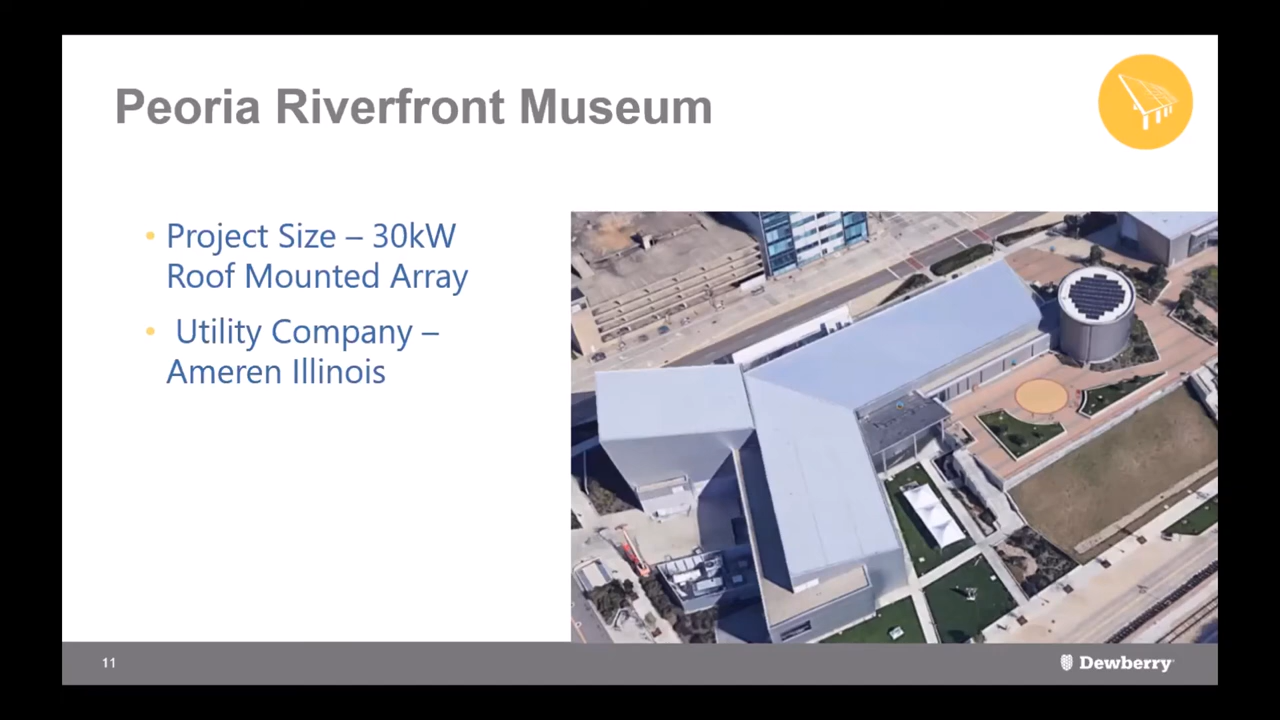 Peoria Riverfront Museum
• Project Size – 30kW
Roof Mounted Array
• Utility Company –
Ameren Illinois
11
Dewberry